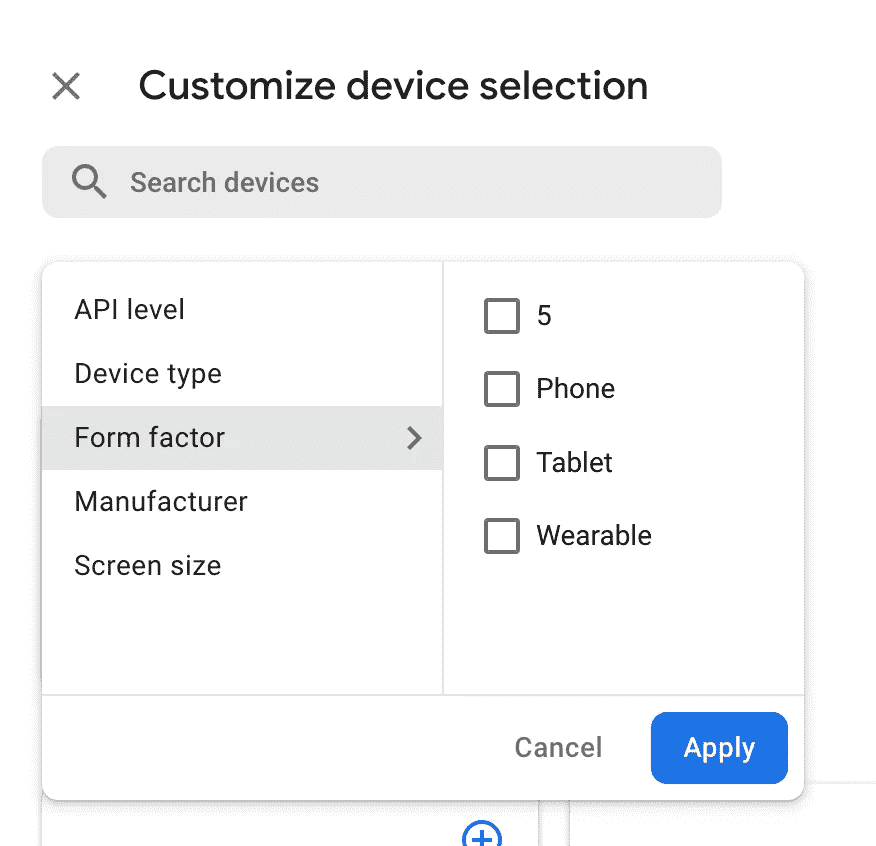 Customize device selection
Search devices
API level
Device type
Form factor
Manufacturer
Screen size
5
Phone
Tablet
Wearable
Cancel
Apply